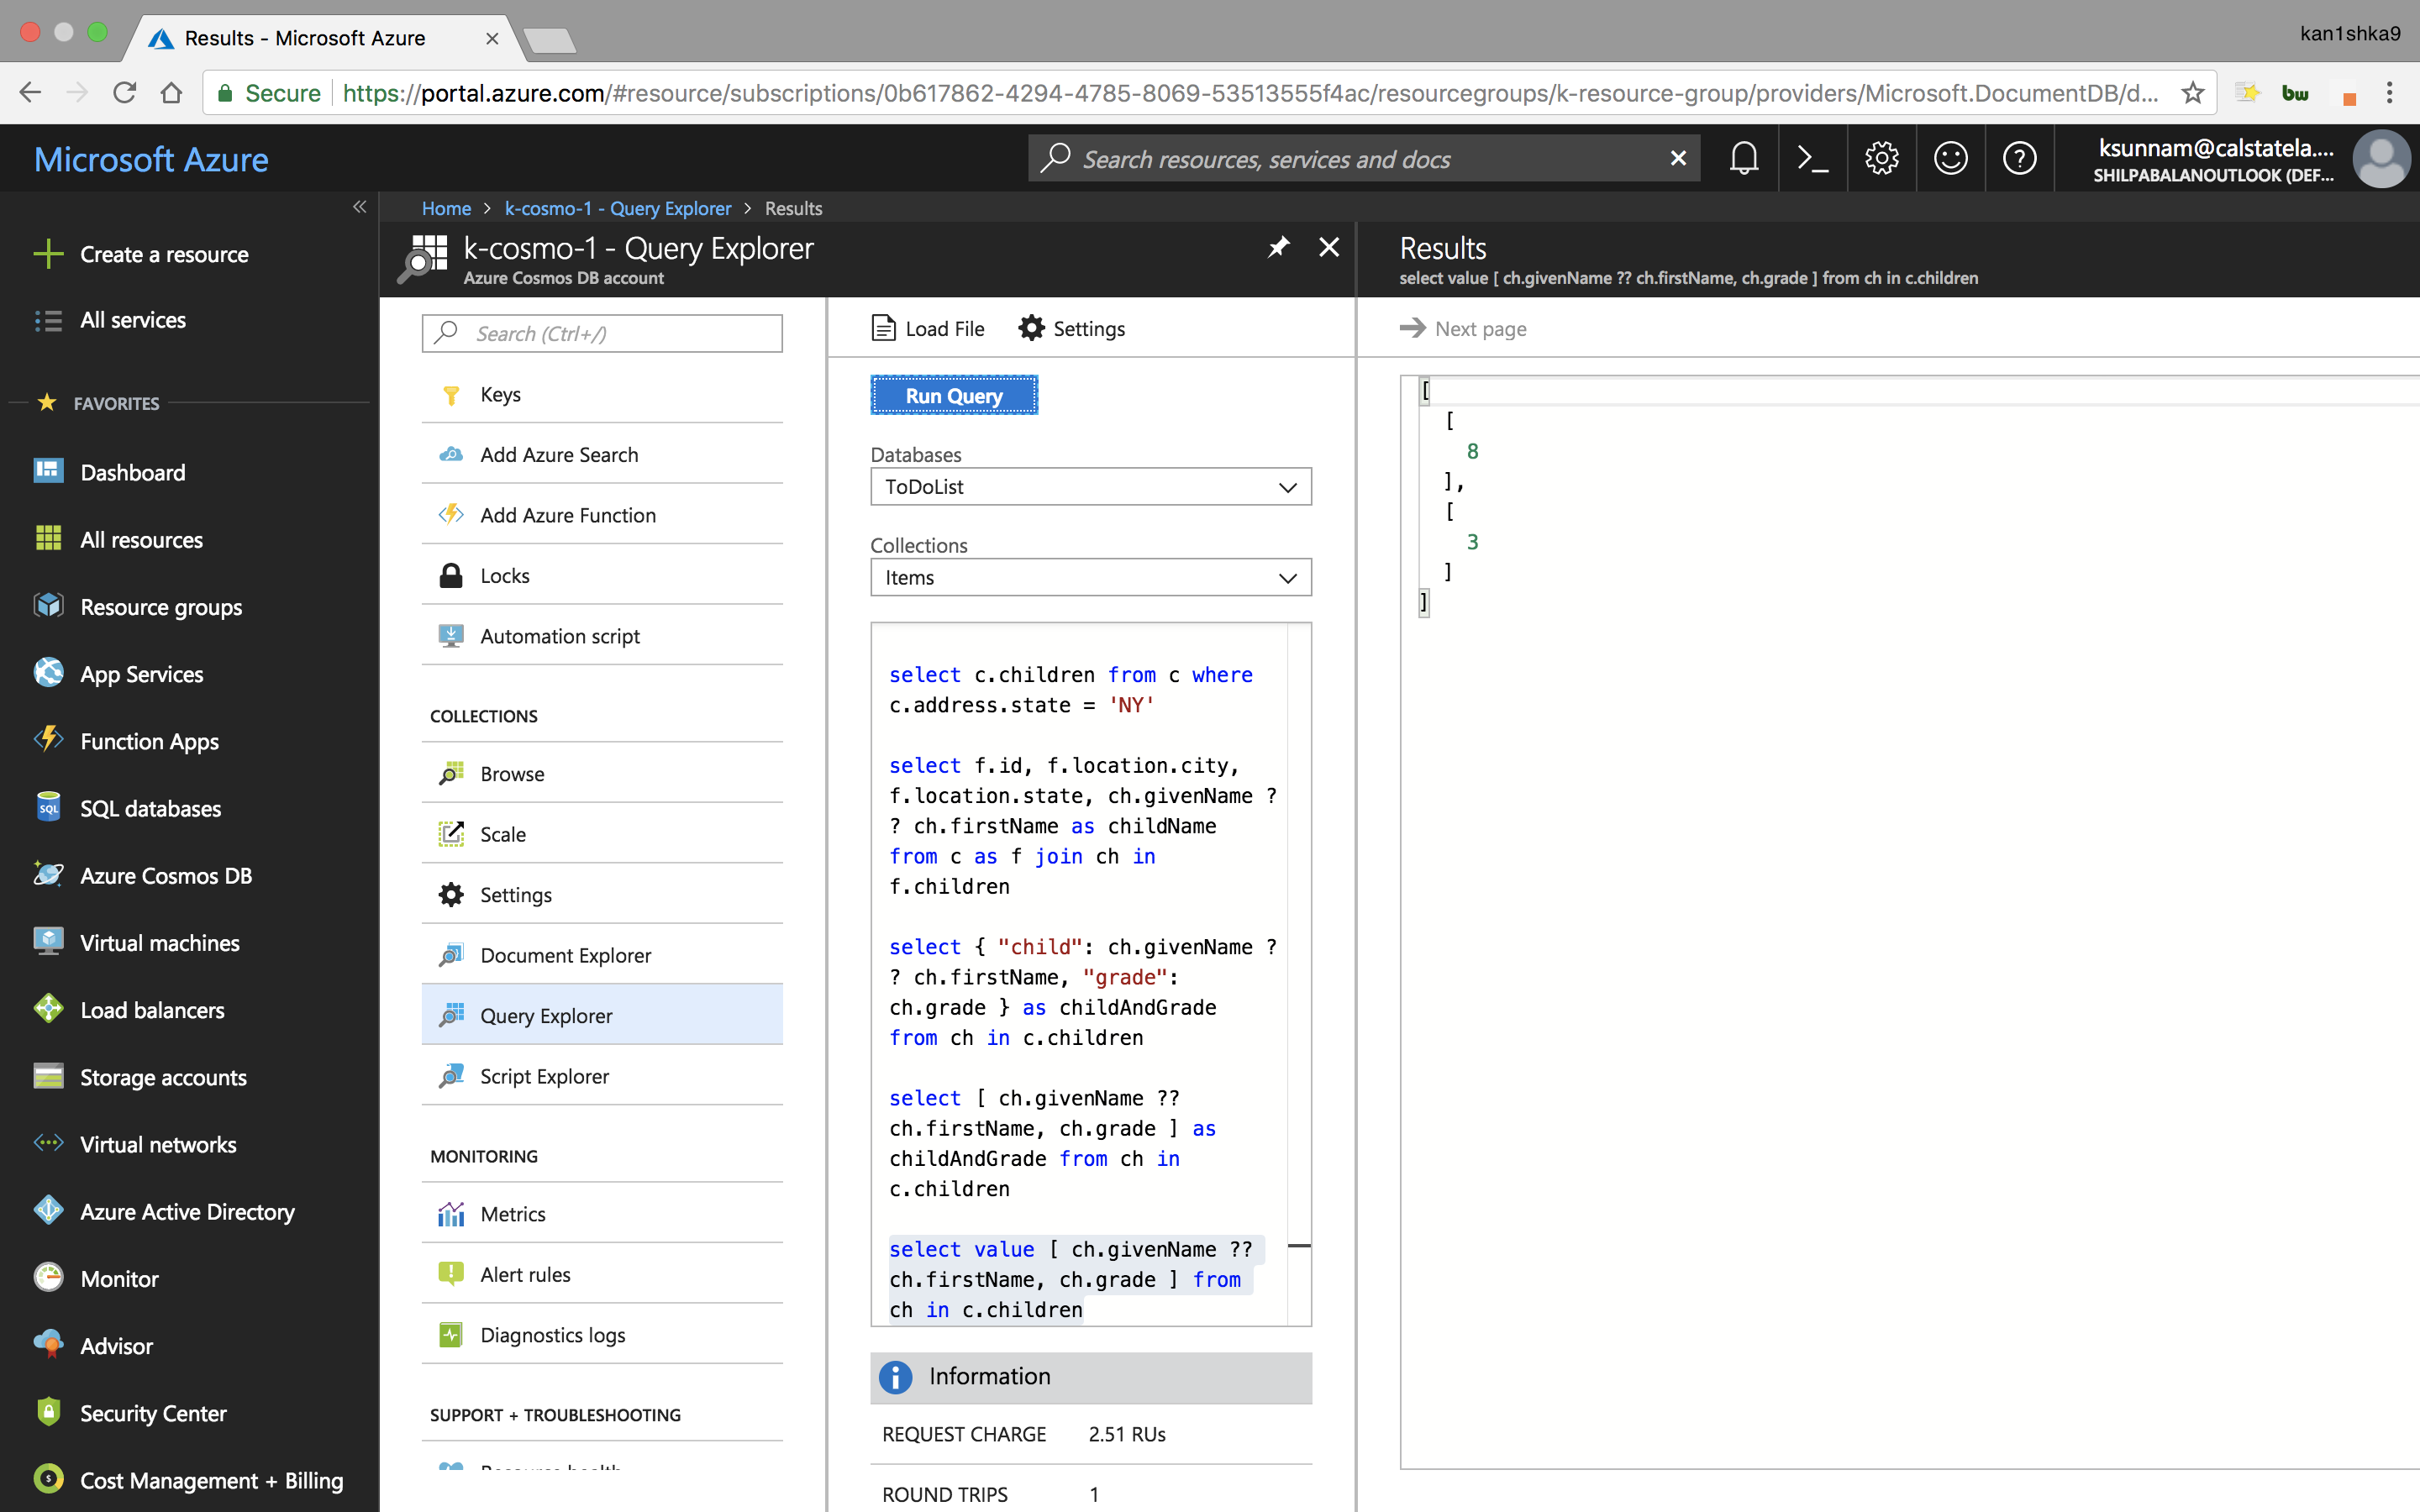 Results - Microsoft Azure
kan1shka9
Secure
https://portal.azure.com/#resource/subscriptions/0b617862-4294-4785-8069-53513555f4ac/resourcegroups/k-resource-group/providers/Microsoft.DocumentDB/d...
bw
Microsoft Azure
Search resources, services and docs
ksunnam@calstatela....
SHILPABALANOUTLOOK (DEF...
Create a resource
All services
FAVORITES
Dashboard
All resources
Resource groups
App Services
Function Apps
SQL databases
Azure Cosmos DB
Virtual machines
Load balancers
Storage accounts
Virtual networks
Azure Active Directory
Monitor
Advisor
Security Center
Cost Management + Billing
Home > k-cosmo-1 - Query Explorer > Results
k-cosmo-1 - Query Explorer
Azure Cosmos DB account
Search (Ctrl+/)
Keys
Add Azure Search
Add Azure Function
Locks
Automation script
COLLECTIONS
Browse
Scale
Settings
Document Explorer
Query Explorer
Script Explorer
MONITORING
Metrics
Alert rules
Diagnostics logs
SUPPORT + TROUBLESHOOTING
Load File
Settings
Run Query
Databases
ToDoList
Collections
Items
select c.children from c where
c.address.state = 'NY'
select f.id, f.location.city,
f.location.state, ch.givenName ?
? ch.firstName as childName
from c as f join ch in
f.children
select { "child": ch.givenName ?
? ch.firstName, "grade":
ch.grade } as childAndGrade
from ch in c.children
select [ ch.givenName ??
ch.firstName, ch.grade ] as
childAndGrade from ch in
c.children
select value [ ch.givenName ??
ch.firstName, ch.grade ] from
ch in c.children
Information
REQUEST CHARGE 2.51 RUs
ROUND TRIPS 1
Results
select value [ ch.givenName ?? ch.firstName, ch.grade ] from ch in c.children
Next page
[
[
8
],
[
3
]
]